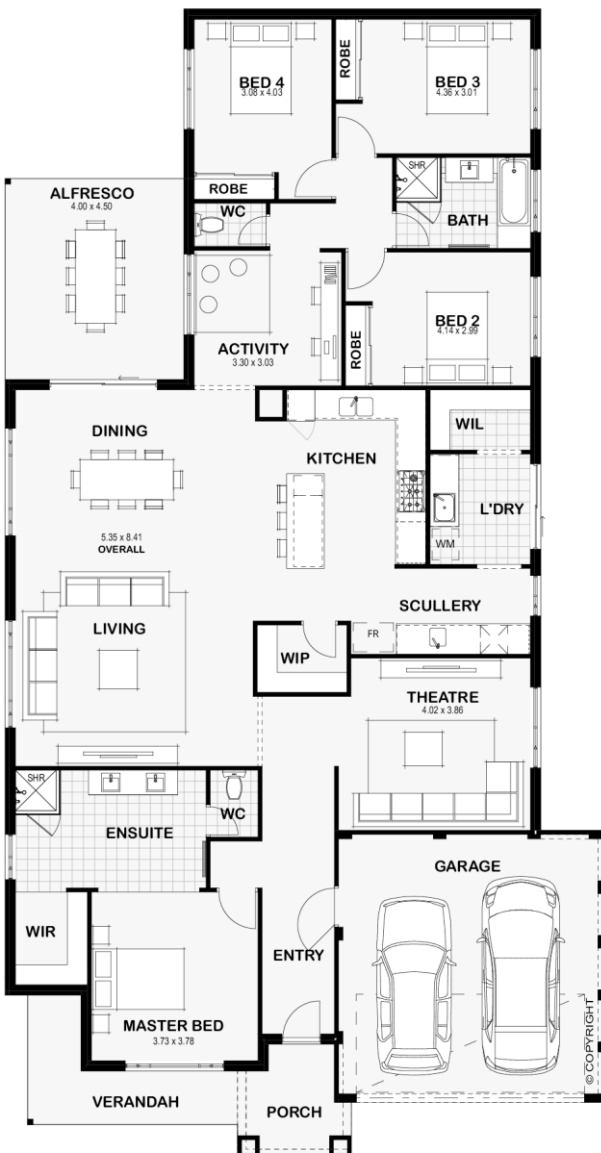 BED 4
3.08 x 4.03
ROBE
BED 3
4.36 x 3.01
ROBE
ALFRESCO
4.00 x 4.50
WC
SHR
BATH
ACTIVITY
3.30 x 3.03
ROBE
BED 2
4.14 x 2.99
DINING
KITCHEN
WIL
L'DRY
WM
5.35 x 8.41
OVERALL
LIVING
SCULLERY
FR
WIP
THEATRE
4.02 x 3.86
SHR
ENSUITE
WC
GARAGE
WIR
ENTRY
MASTER BED
3.73 x 3.78
VERANDAH
PORCH
© COPYRIGHT